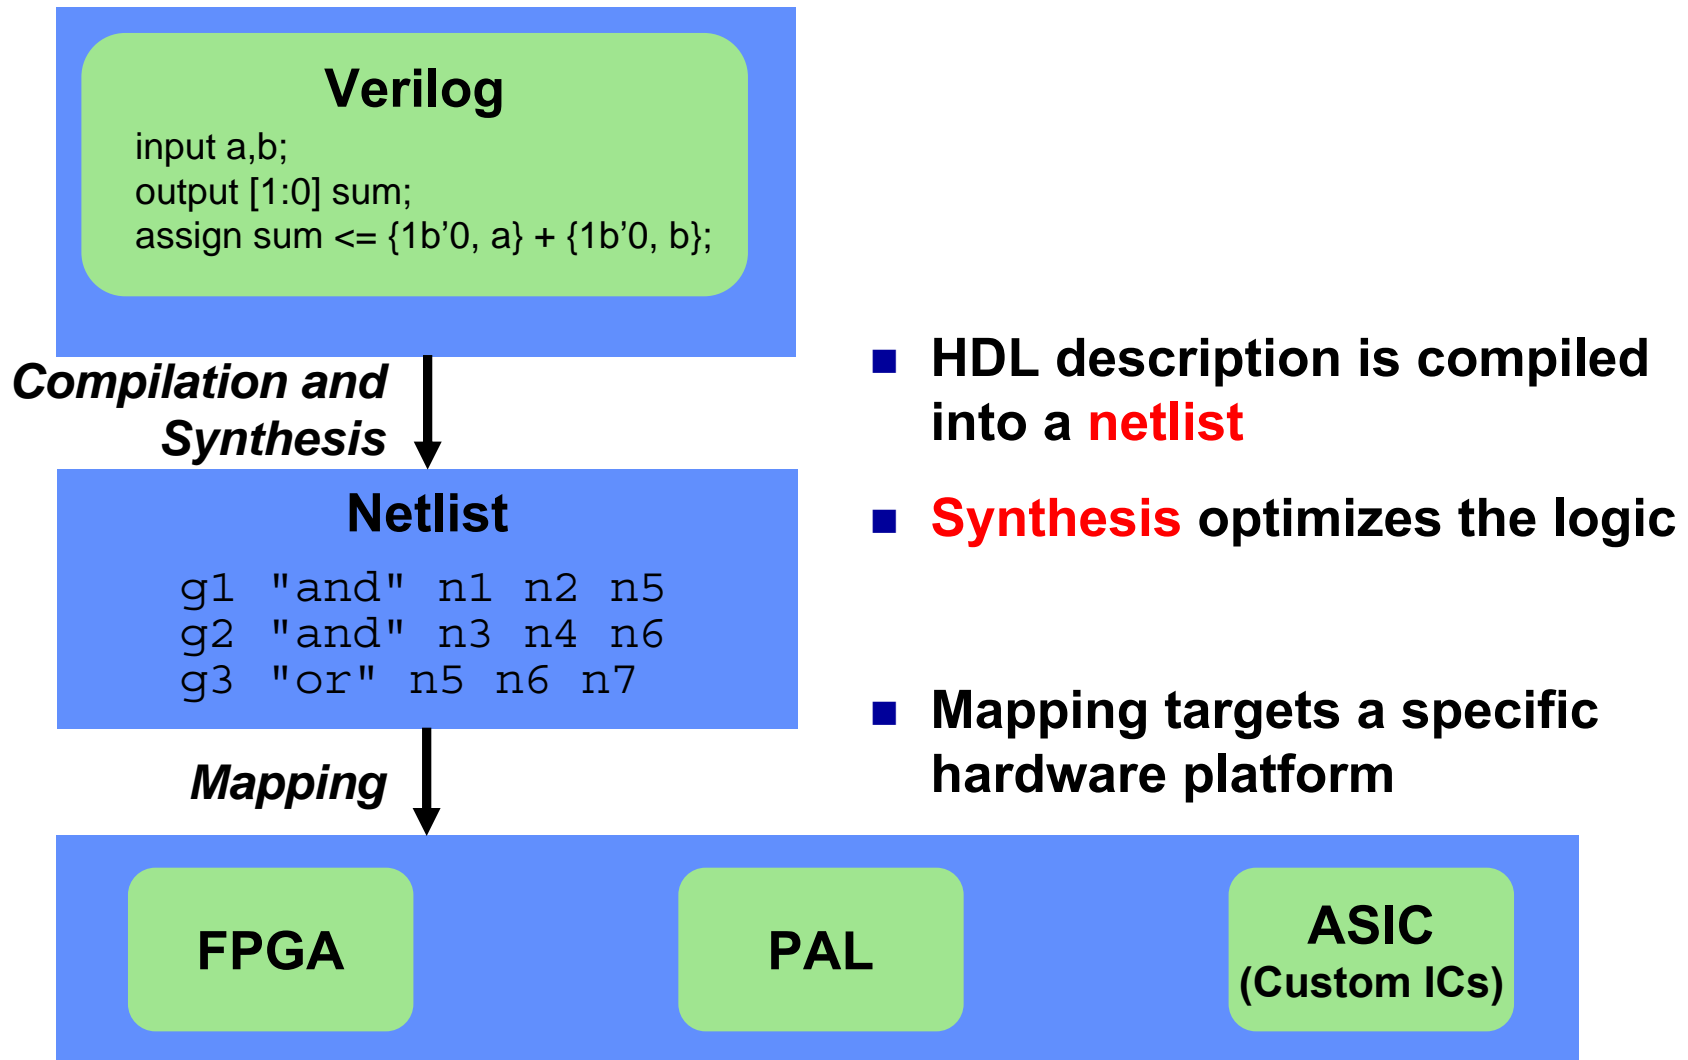 Verilog
input a,b;
output [1:0] sum;
assign sum <= {1b’0, a} + {1b’0, b};
Compilation and
Synthesis
Netlist
g1 "and" n1 n2 n5
g2 "and" n3 n4 n6
g3 "or" n5 n6 n7
Mapping
HDL description is compiled
into a netlist
Synthesis optimizes the logic
Mapping targets a specific
hardware platform
FPGA
PAL
ASIC
(Custom ICs)